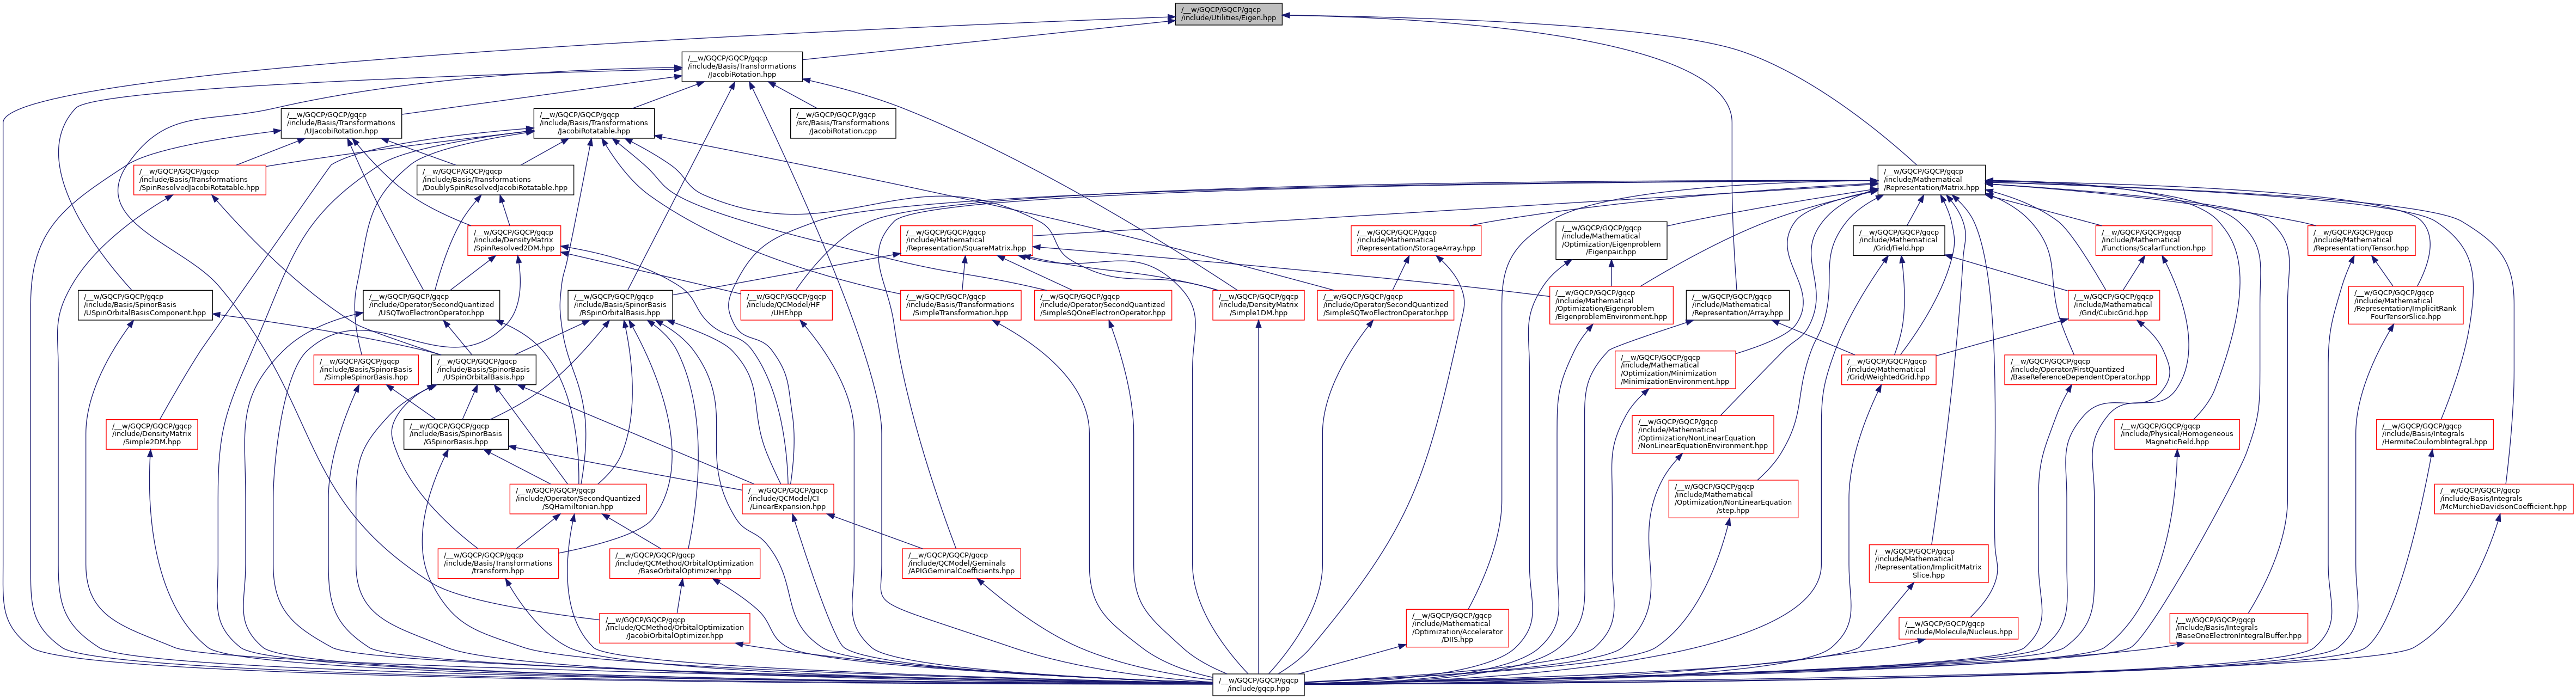 /__w/GQCP/GQCP/gqcp
/include/Utilities/Eigen.hpp
/__w/GQCP/GQCP/gqcp
/include/Basis/Transformations
/JacobiRotation.hpp
/__w/GQCP/GQCP/gqcp
/include/Basis/Transformations
/UJacobiRotation.hpp
/__w/GQCP/GQCP/gqcp
/include/Basis/Transformations
/JacobiRotatable.hpp
/__w/GQCP/GQCP/gqcp
/src/Basis/Transformations
/JacobiRotation.cpp
/__w/GQCP/GQCP/gqcp
/include/Basis/Transformations
/SpinResolvedJacobiRotatable.hpp
/__w/GQCP/GQCP/gqcp
/include/Basis/Transformations
/DoublySpinResolvedJacobiRotatable.hpp
/__w/GQCP/GQCP/gqcp
/include/Mathematical
/Representation/Matrix.hpp
/__w/GQCP/GQCP/gqcp
/include/DensityMatrix
/SpinResolved2DM.hpp
/__w/GQCP/GQCP/gqcp
/include/Mathematical
/Representation/SquareMatrix.hpp
/__w/GQCP/GQCP/gqcp
/include/Mathematical
/Representation/StorageArray.hpp
/__w/GQCP/GQCP/gqcp
/include/Mathematical
/Optimization/Eigenproblem
/Eigenpair.hpp
/__w/GQCP/GQCP/gqcp
/include/Mathematical
/Grid/Field.hpp
/__w/GQCP/GQCP/gqcp
/include/Mathematical
/Functions/ScalarFunction.hpp
/__w/GQCP/GQCP/gqcp
/include/Mathematical
/Representation/Tensor.hpp
/__w/GQCP/GQCP/gqcp
/include/Basis/SpinorBasis
/USpinOrbitalBasisComponent.hpp
/__w/GQCP/GQCP/gqcp
/include/Operator/SecondQuantized
/USQTwoElectronOperator.hpp
/__w/GQCP/GQCP/gqcp
/include/Basis/SpinorBasis
/RSpinOrbitalBasis.hpp
/__w/GQCP/GQCP/gqcp
/include/QCModel/HF
/UHF.hpp
/__w/GQCP/GQCP/gqcp
/include/Basis/Transformations
/SimpleTransformation.hpp
/__w/GQCP/GQCP/gqcp
/include/Operator/SecondQuantized
/SimpleSQOneElectronOperator.hpp
/__w/GQCP/GQCP/gqcp
/include/DensityMatrix
/Simple1DM.hpp
/__w/GQCP/GQCP/gqcp
/include/Operator/SecondQuantized
/SimpleSQTwoElectronOperator.hpp
/__w/GQCP/GQCP/gqcp
/include/Mathematical
/Optimization/Eigenproblem
/EigenproblemEnvironment.hpp
/__w/GQCP/GQCP/gqcp
/include/Mathematical
/Representation/Array.hpp
/__w/GQCP/GQCP/gqcp
/include/Mathematical
/Grid/CubicGrid.hpp
/__w/GQCP/GQCP/gqcp
/include/Mathematical
/Representation/ImplicitRank
FourTensorSlice.hpp
/__w/GQCP/GQCP/gqcp
/include/Basis/SpinorBasis
/SimpleSpinorBasis.hpp
/__w/GQCP/GQCP/gqcp
/include/Basis/SpinorBasis
/USpinOrbitalBasis.hpp
/__w/GQCP/GQCP/gqcp
/include/Mathematical
/Optimization/Minimization
/MinimizationEnvironment.hpp
/__w/GQCP/GQCP/gqcp
/include/Mathematical
/Grid/WeightedGrid.hpp
/__w/GQCP/GQCP/gqcp
/include/Operator/FirstQuantized
/BaseReferenceDependentOperator.hpp
/__w/GQCP/GQCP/gqcp
/include/DensityMatrix
/Simple2DM.hpp
/__w/GQCP/GQCP/gqcp
/include/Basis/SpinorBasis
/GSpinorBasis.hpp
/__w/GQCP/GQCP/gqcp
/include/Mathematical
/Optimization/NonLinearEquation
/NonLinearEquationEnvironment.hpp
/__w/GQCP/GQCP/gqcp
/include/Physical/Homogeneous
MagneticField.hpp
/__w/GQCP/GQCP/gqcp
/include/Basis/Integrals
/HermiteCoulombIntegral.hpp
/__w/GQCP/GQCP/gqcp
/include/Operator/SecondQuantized
/SQHamiltonian.hpp
/__w/GQCP/GQCP/gqcp
/include/QCModel/CI
/LinearExpansion.hpp
/__w/GQCP/GQCP/gqcp
/include/Mathematical
/Optimization/NonLinearEquation
/step.hpp
/__w/GQCP/GQCP/gqcp
/include/Basis/Integrals
/McMurchieDavidsonCoefficient.hpp
/__w/GQCP/GQCP/gqcp
/include/Basis/Transformations
/transform.hpp
/__w/GQCP/GQCP/gqcp
/include/QCMethod/OrbitalOptimization
/BaseOrbitalOptimizer.hpp
/__w/GQCP/GQCP/gqcp
/include/QCModel/Geminals
/APIGGeminalCoefficients.hpp
/__w/GQCP/GQCP/gqcp
/include/Mathematical
/Representation/ImplicitMatrix
Slice.hpp
/__w/GQCP/GQCP/gqcp
/include/QCMethod/OrbitalOptimization
/JacobiOrbitalOptimizer.hpp
/__w/GQCP/GQCP/gqcp
/include/Mathematical
/Optimization/Accelerator
/DIIS.hpp
/__w/GQCP/GQCP/gqcp
/include/Molecule/Nucleus.hpp
/__w/GQCP/GQCP/gqcp
/include/Basis/Integrals
/BaseOneElectronIntegralBuffer.hpp
/__w/GQCP/GQCP/gqcp
/include/gqcp.hpp